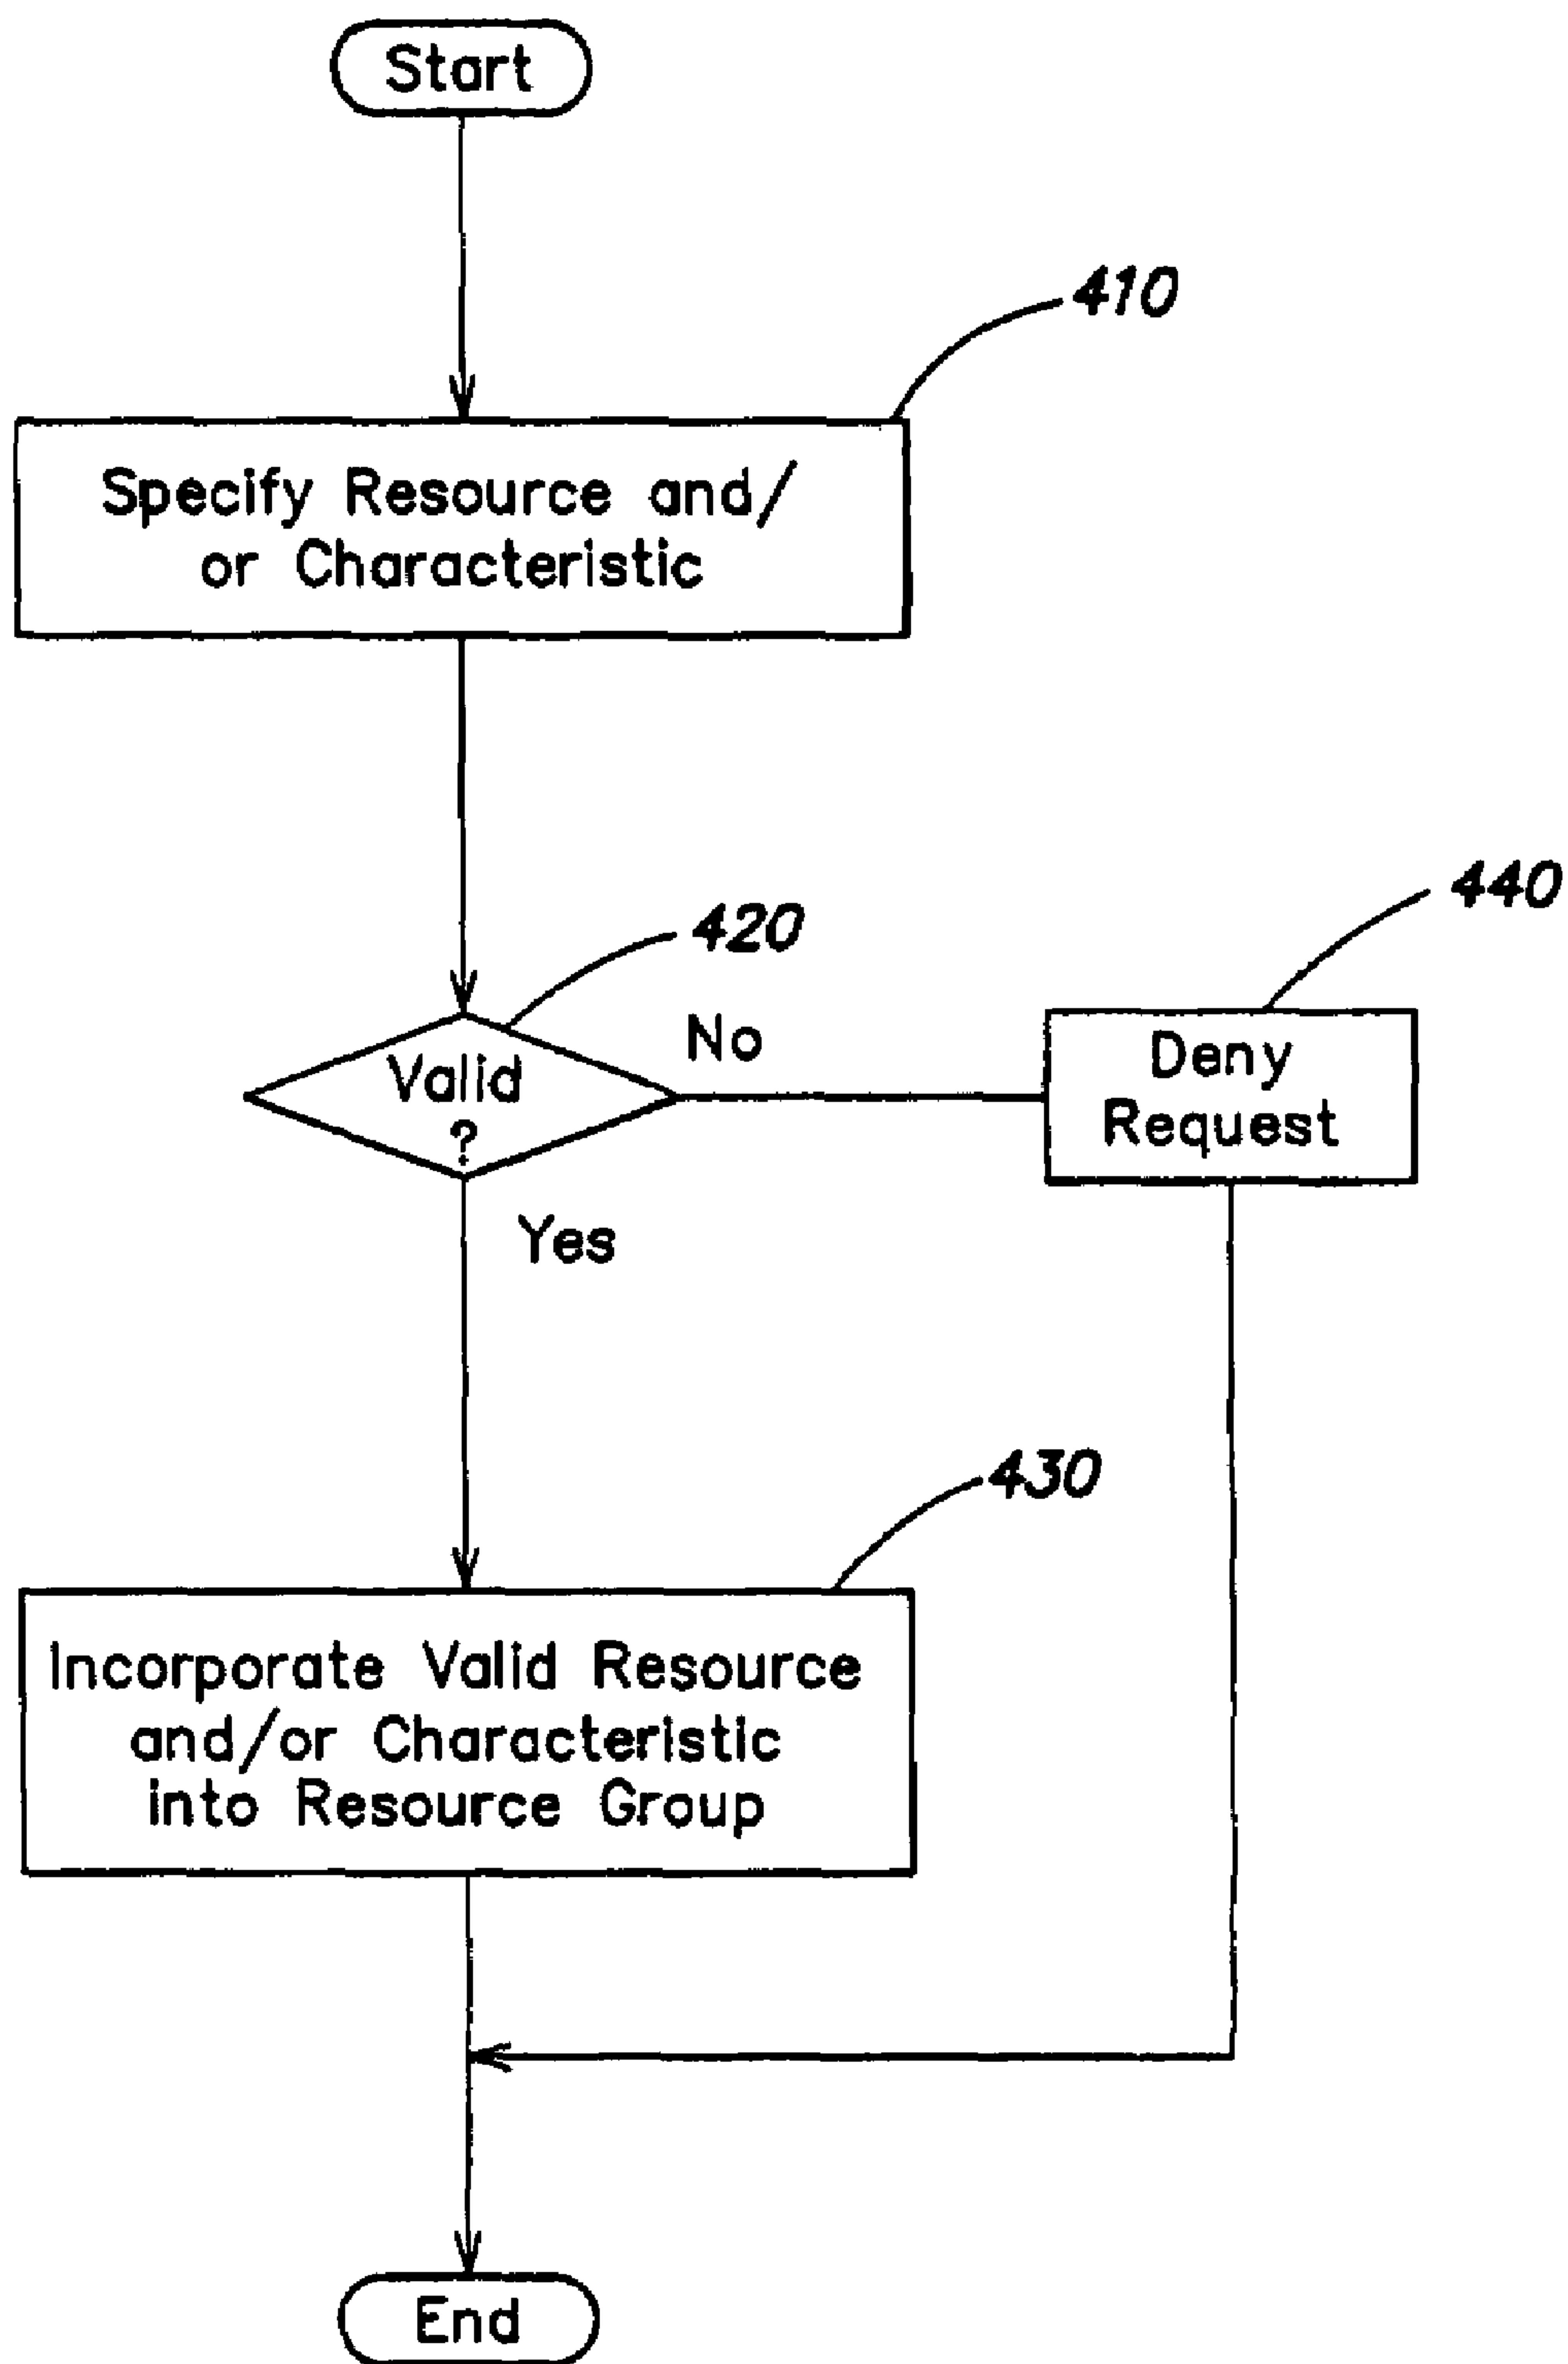 Start
410
Specify Resource and/
or Characteristic
440
420
No
Valid
?
Deny
Request
Yes
430
Incorporate Valid Resource
and/or Characteristic
into Resource Group
End